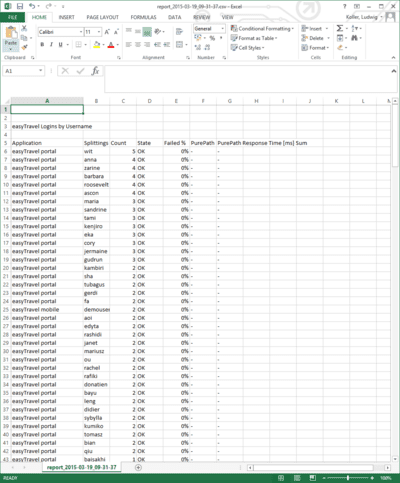 report_2015-03-19_09-31-37.csv - Excel
FILE HOME INSERT PAGE LAYOUT FORMULAS DATA REVIEW VIEW Keller, Ludwig
Calibri 11 General Conditional Formatting Insert
Paste Format as Table Delete
Cell Styles Format
Clipboard Font Alignment Number Styles Cells Editing
A1 fx
A B C D E F G H I J K L M
1
2
3 easyTravel Logins by Username
4
5 Application Splittings Count State Failed % PurePath PurePath Response Time [ms] Sum
6 easyTravel portal wit 5 OK 0% - -
7 easyTravel portal anna 4 OK 0% - -
8 easyTravel portal zarine 4 OK 0% - -
9 easyTravel portal barbara 4 OK 0% - -
10 easyTravel portal roosevelt 4 OK 0% - -
11 easyTravel portal ascon 4 OK 0% - -
12 easyTravel portal maria 3 OK 0% - -
13 easyTravel portal sandrine 3 OK 0% - -
14 easyTravel portal tami 3 OK 0% - -
15 easyTravel portal kenjiro 3 OK 0% - -
16 easyTravel portal eka 3 OK 0% - -
17 easyTravel portal cory 3 OK 0% - -
18 easyTravel portal jermaine 3 OK 0% - -
19 easyTravel portal gudrun 3 OK 0% - -
20 easyTravel portal kambiri 2 OK 0% - -
21 easyTravel portal sha 2 OK 0% - -
22 easyTravel portal tubagus 2 OK 0% - -
23 easyTravel portal gerdi 2 OK 0% - -
24 easyTravel portal fa 2 OK 0% - -
25 easyTravel mobile demouser 2 OK 0% - -
26 easyTravel portal aoi 2 OK 0% - -
27 easyTravel portal edyta 2 OK 0% - -
28 easyTravel portal rashidi 2 OK 0% - -
29 easyTravel portal janet 2 OK 0% - -
30 easyTravel portal mariusz 2 OK 0% - -
31 easyTravel portal ou 2 OK 0% - -
32 easyTravel portal rachel 2 OK 0% - -
33 easyTravel portal rafiki 2 OK 0% - -
34 easyTravel portal donatien 2 OK 0% - -
35 easyTravel portal bayu 2 OK 0% - -
36 easyTravel portal leng 2 OK 0% - -
37 easyTravel portal didier 2 OK 0% - -
38 easyTravel portal sybylla 2 OK 0% - -
39 easyTravel portal kumiko 2 OK 0% - -
40 easyTravel portal tomasz 2 OK 0% - -
41 easyTravel portal bian 2 OK 0% - -
42 easyTravel portal qiu 2 OK 0% - -
43 easyTravel portal baisakhi 1 OK 0% - -
report_2015-03-19_09-31-37
READY 100%